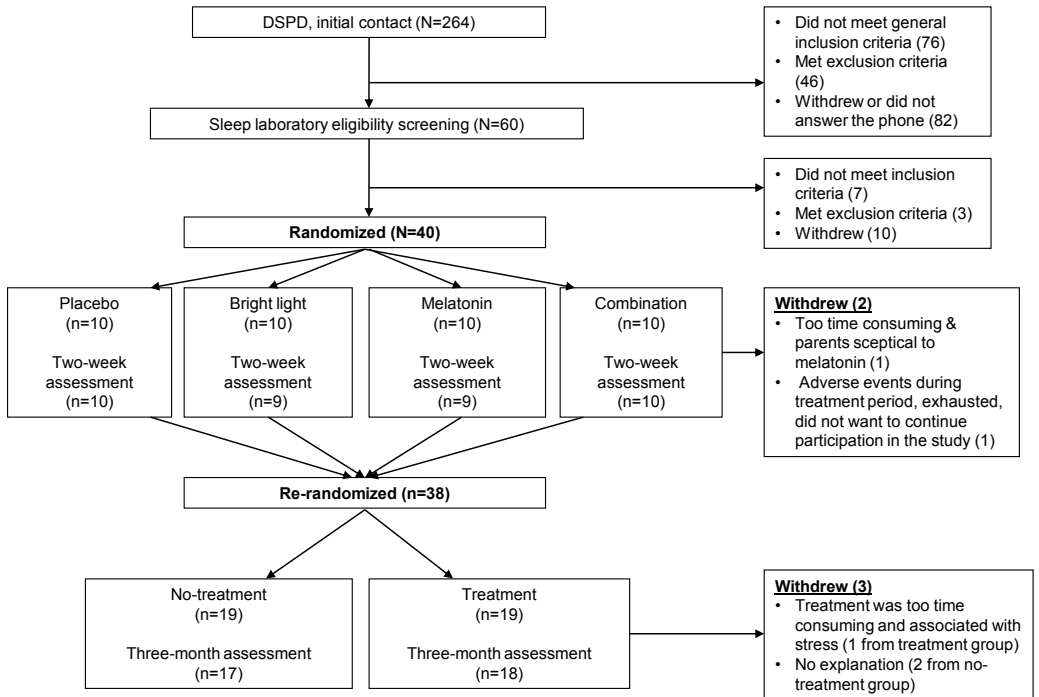 DSPD, initial contact (N=264)
• Did not meet general
inclusion criteria (76)
• Met exclusion criteria
(46)
• Withdrew or did not
answer the phone (82)
Sleep laboratory eligibility screening (N=60)
• Did not meet inclusion
criteria (7)
• Met exclusion criteria (3)
• Withdrew (10)
Randomized (N=40)
Placebo
(n=10)
Two-week
assessment
(n=10)
Bright light
(n=10)
Two-week
assessment
(n=9)
Melatonin
(n=10)
Two-week
assessment
(n=9)
Combination
(n=10)
Two-week
assessment
(n=10)
Withdrew (2)
• Too time consuming &
parents sceptical to
melatonin (1)
• Adverse events during
treatment period, exhausted,
did not want to continue
participation in the study (1)
Re-randomized (n=38)
No-treatment
(n=19)
Three-month assessment
(n=17)
Treatment
(n=19)
Three-month assessment
(n=18)
Withdrew (3)
• Treatment was too time
consuming and associated with
stress (1 from treatment group)
• No explanation (2 from no-
treatment group)